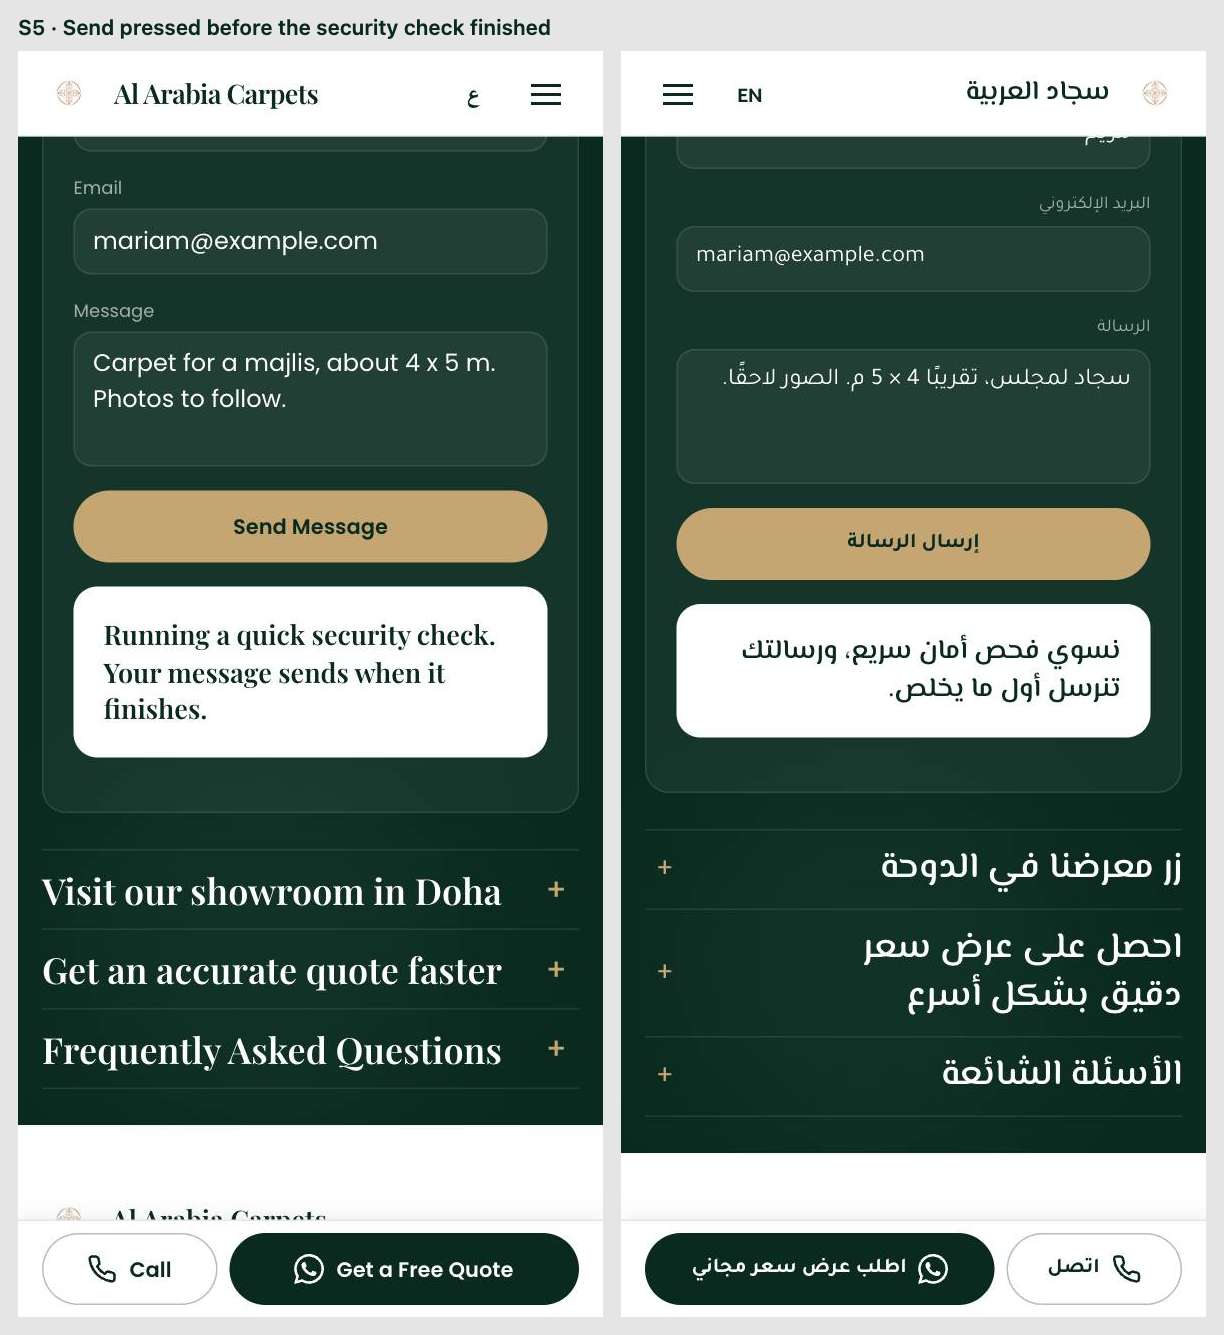 S5 · Send pressed before the security check finished
Al Arabia Carpets
ع
Email
mariam@example.com
Message
Carpet for a majlis, about 4 x 5 m.
Photos to follow.
Send Message
Running a quick security check.
Your message sends when it
finishes.
Visit our showroom in Doha
Get an accurate quote faster
Frequently Asked Questions
Al Arabia Carpets
Call
Get a Free Quote
EN
سجاد العربية
البريد الإلكتروني
mariam@example.com
الرسالة
سجاد لمجلس، تقريبًا 4 × 5 م. الصور لاحقًا.
إرسال الرسالة
نسوي فحص أمان سريع، ورسالتك
تنرسل أول ما يخلص.
زر معرضنا في الدوحة
احصل على عرض سعر
دقيق بشكل أسرع
الأسئلة الشائعة
اطلب عرض سعر مجاني
اتصل